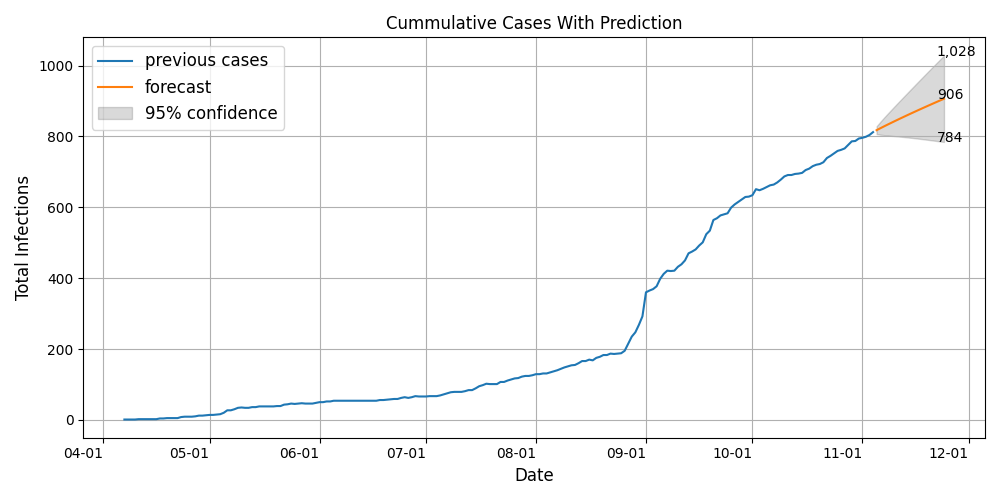 Cummulative Cases With Prediction
previous cases
forecast
95% confidence
1,028
906
784
1000
800
600
400
200
0
Total Infections
04-01 05-01 06-01 07-01 08-01 09-01 10-01 11-01 12-01
Date